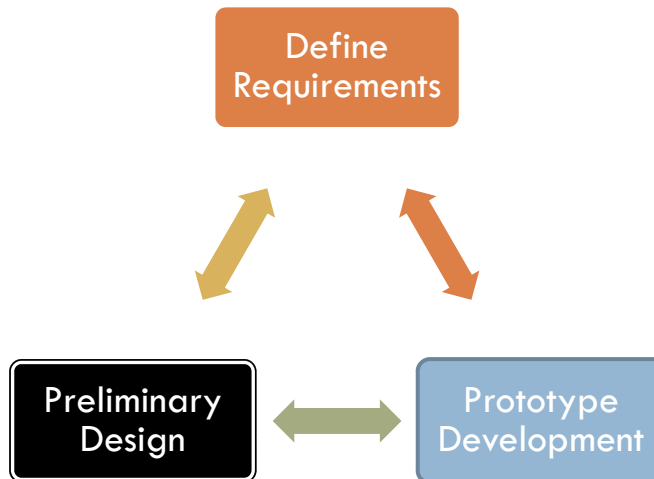 Define
Requirements
Preliminary
Design
Prototype
Development